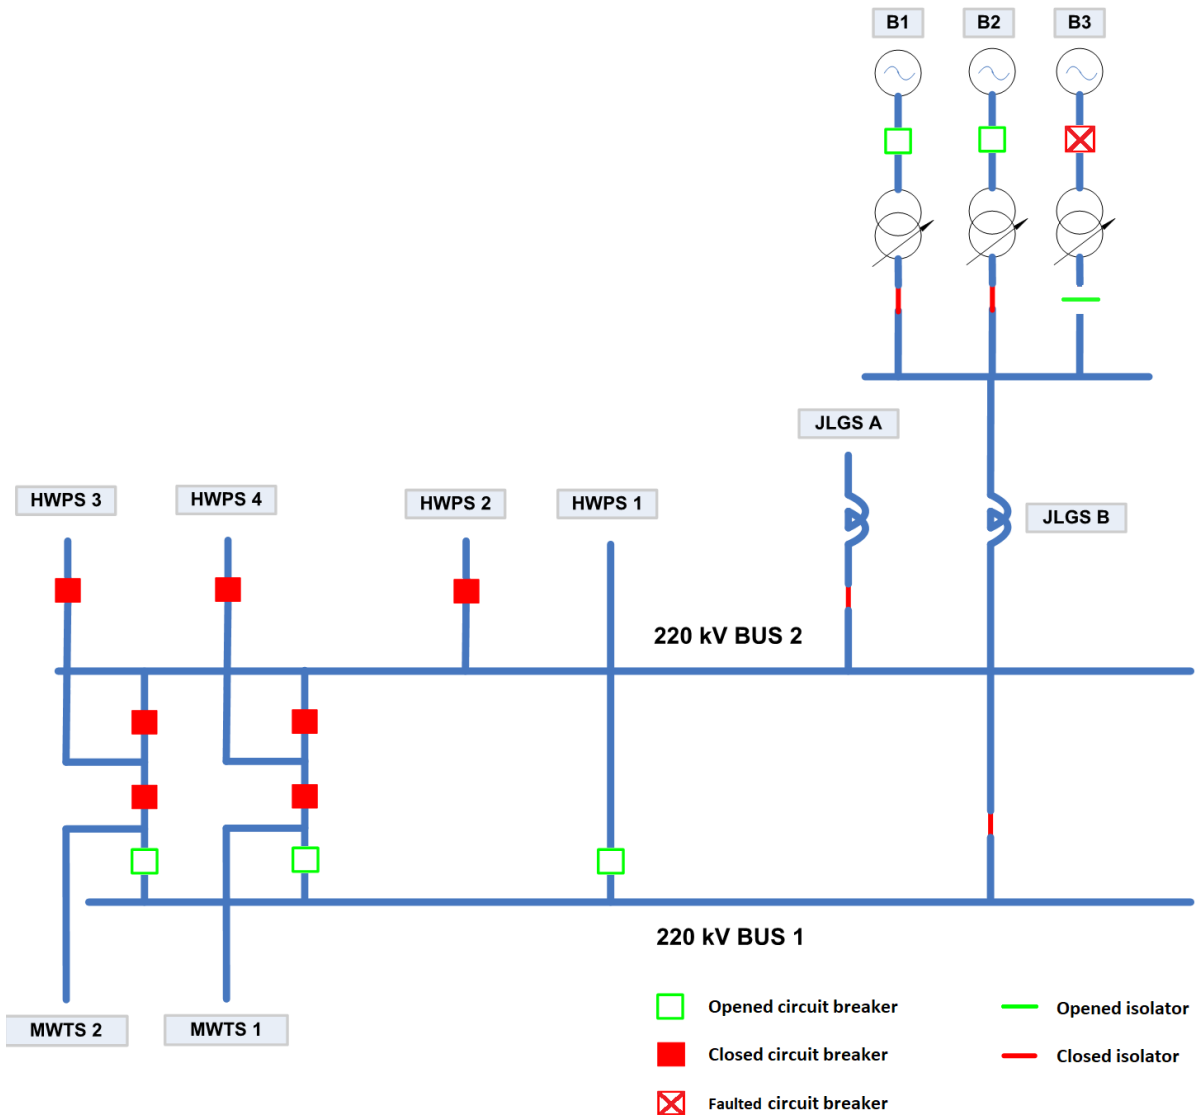 B1 B2 B3
JLGS A
HWPS 3 HWPS 4 HWPS 2 HWPS 1
JLGS B
220 kV BUS 2
220 kV BUS 1
MWTS 2 MWTS 1
Opened circuit breaker
Opened isolator
Closed circuit breaker
Closed isolator
Faulted circuit breaker